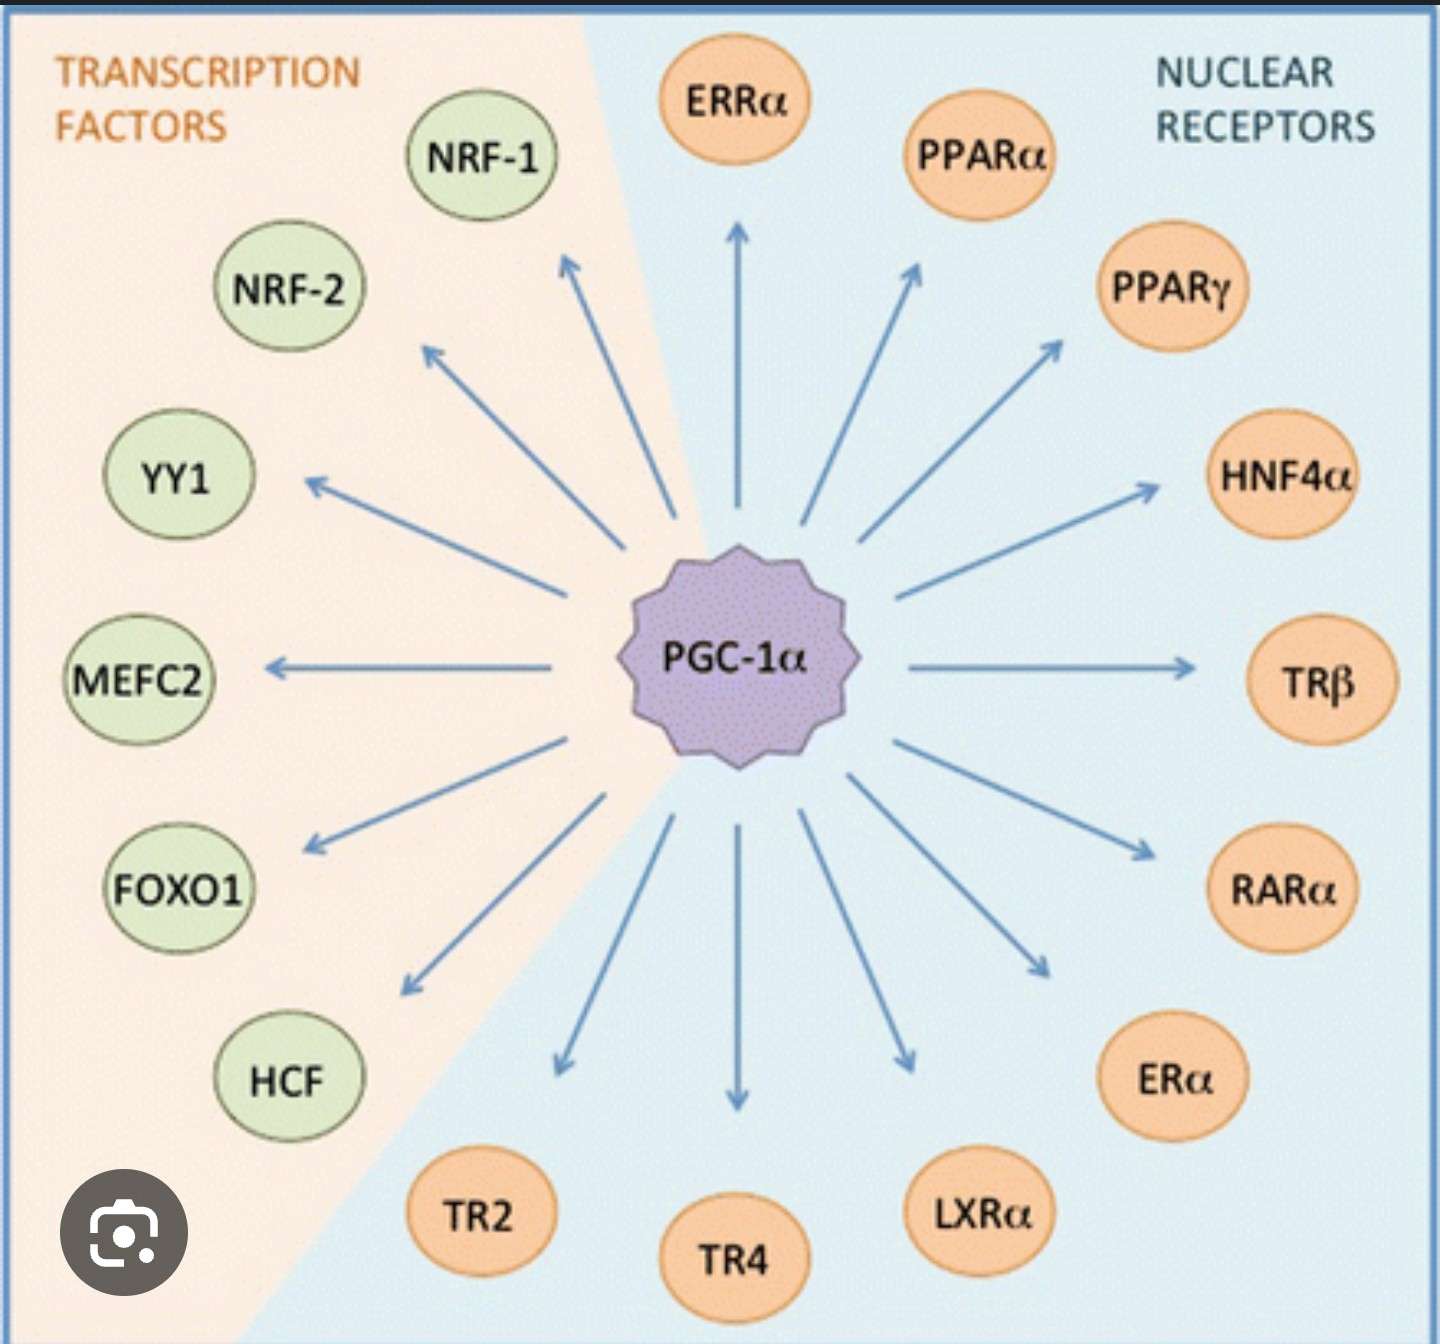 TRANSCRIPTION
FACTORS
NUCLEAR
RECEPTORS
ERRα
PPARα
PPARγ
HNF4α
TRβ
RARα
ERα
LXRα
TR4
TR2
HCF
FOXO1
MEFC2
YY1
NRF-2
NRF-1
PGC-1α